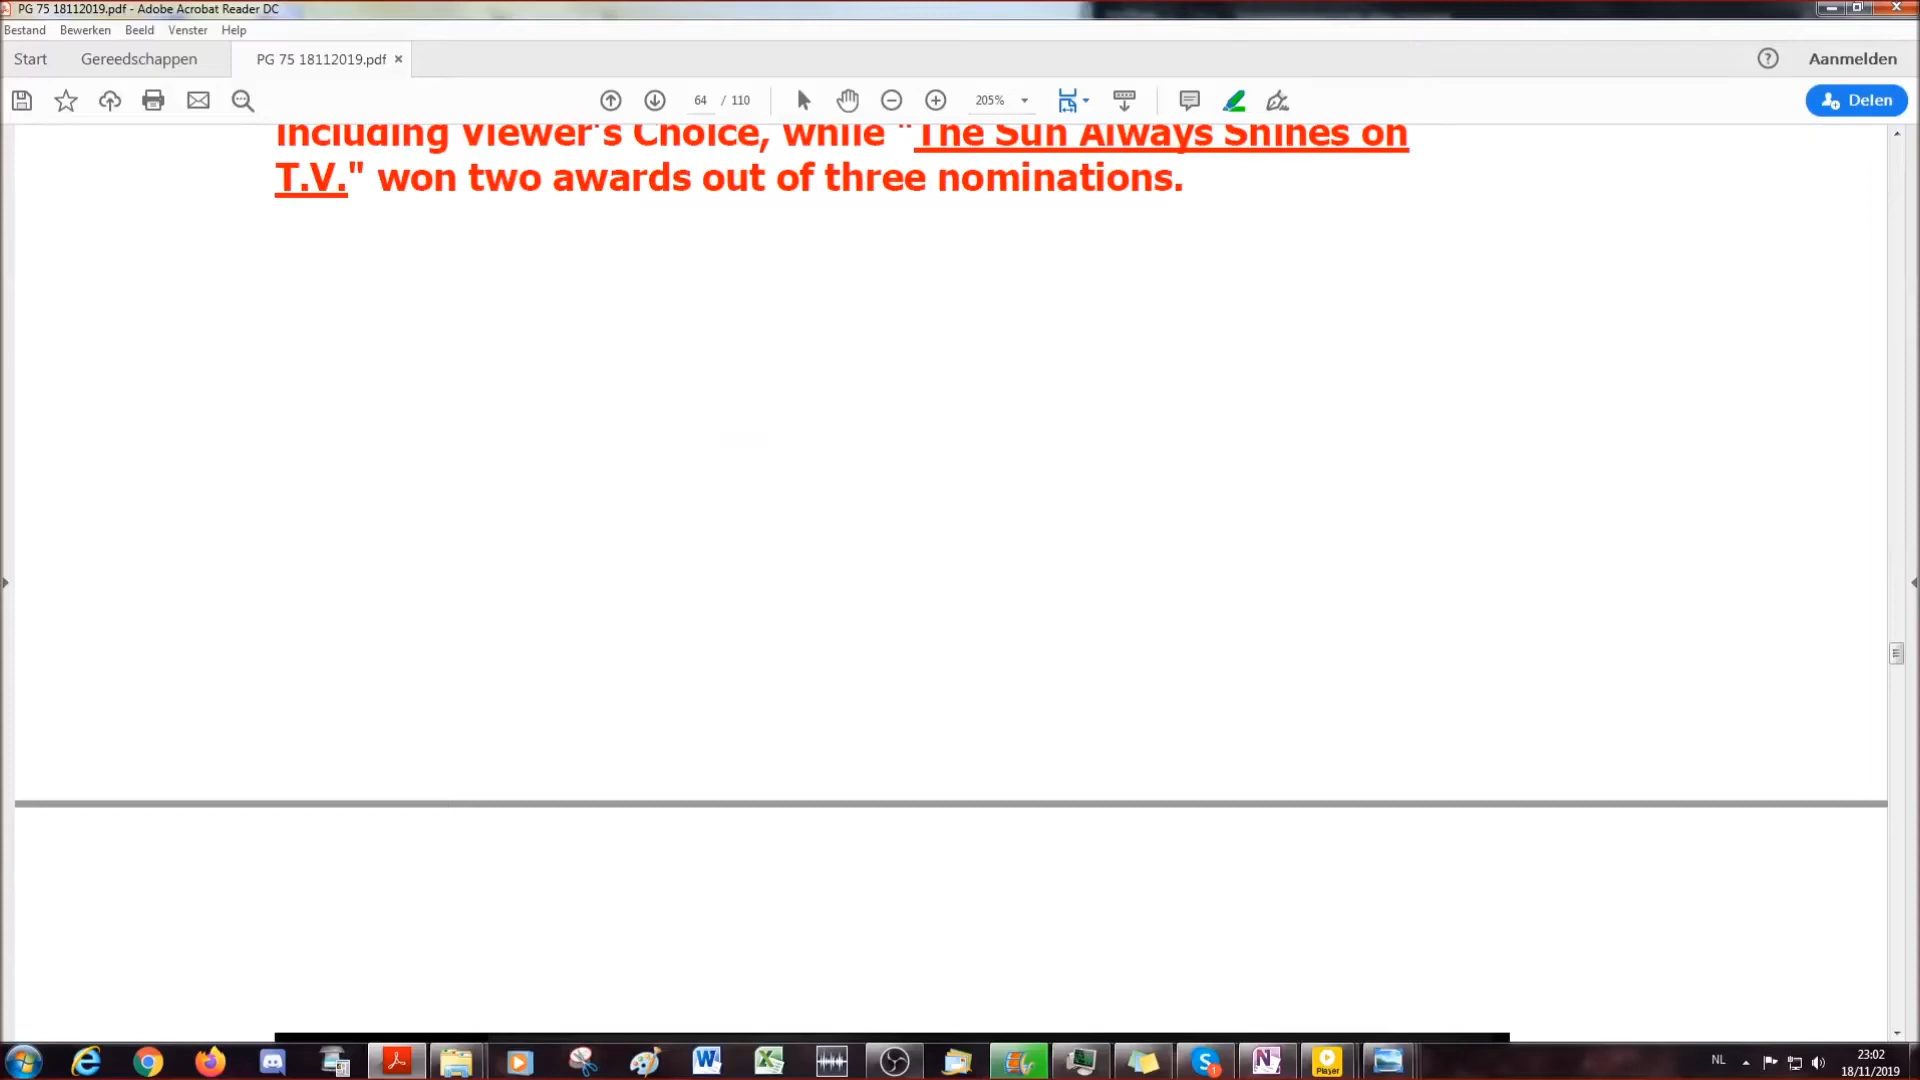 PG 75 18112019.pdf - Adobe Acrobat Reader DC
Bestand Bewerken Beeld Venster Help
Start Gereedschappen PG 75 18112019.pdf × Aanmelden
64 / 110 205% Delen
including Viewer's Choice, while "The Sun Always Shines on
T.V." won two awards out of three nominations.
Player
NL 23:02
18/11/2019